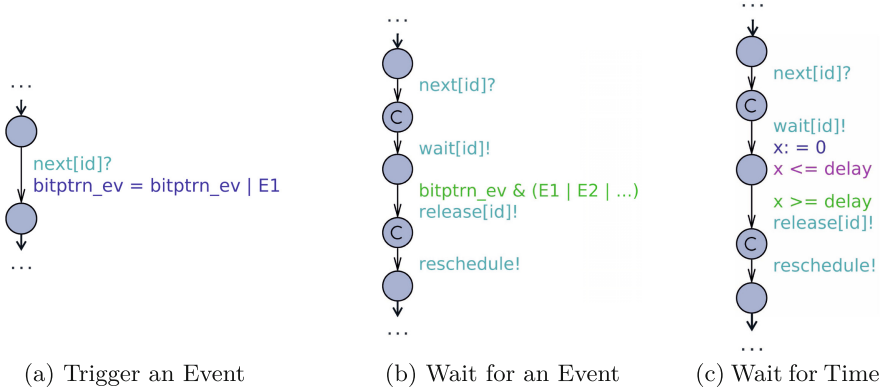 ...
next[id]?
bitptrn_ev = bitptrn_ev | E1
...
(a) Trigger an Event
...
next[id]?
C
wait[id]!
bitptrn_ev & (E1 | E2 | ...)
release[id]!
C
reschedule!
...
(b) Wait for an Event
...
next[id]?
C
wait[id]!
x: = 0
x <= delay
x >= delay
release[id]!
C
reschedule!
...
(c) Wait for Time